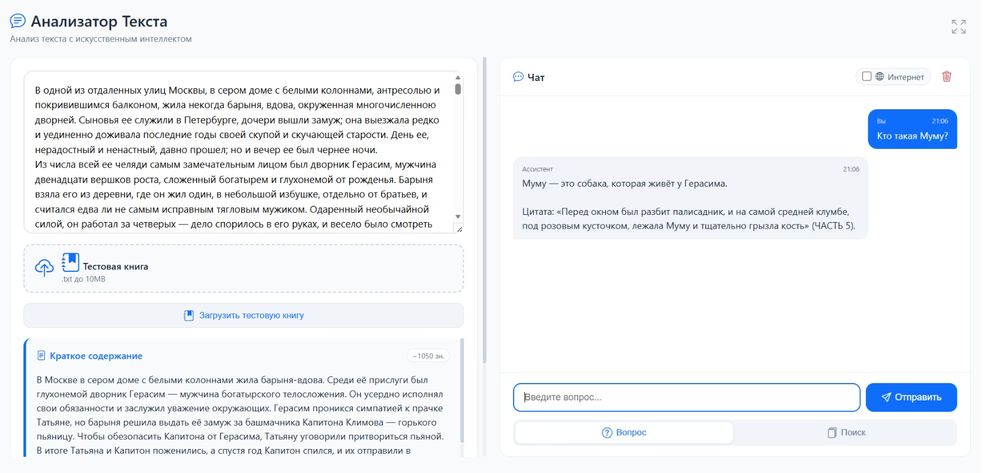 Анализатор Текста
Анализ текста с искусственным интеллектом
В одной из отдаленных улиц Москвы, в сером доме с белыми колоннами, антресолью и
покривившимся балконом, жила некогда барыня, вдова, окруженная многочисленною
дворней. Сыновья ее служили в Петербурге, дочери вышли замуж; она выезжала редко
и уединенно доживала последние годы своей скупой и скучающей старости. День ее,
нерадостный и ненастный, давно прошел; но и вечер ее был чернее ночи.
Из числа всей ее челяди самым замечательным лицом был дворник Герасим, мужчина
двенадцати вершков роста, сложенный богатырем и глухонемой от рожденья. Барыня
взяла его из деревни, где он жил один, в небольшой избушке, отдельно от братьев, и
считался едва ли не самым исправным тягловым мужиком. Одаренный необычайной
силой, он работал за четверых — дело спорилось в его руках, и весело было смотреть
Тестовая книга
.txt до 10MB
Загрузить тестовую книгу
Краткое содержание
~1050 зн.
В Москве в сером доме с белыми колоннами жила барыня-вдова. Среди её прислуги был
глухонемой дворник Герасим — мужчина богатырского телосложения. Он усердно исполнял
свои обязанности и заслужил уважение окружающих. Герасим проникся симпатией к прачке
Татьяне, но барыня решила выдать её замуж за башмачника Капитона Климова — горького
пьяницу. Чтобы обезопасить Капитона от Герасима, Татьяну уговорили притвориться пьяной.
В итоге Татьяна и Капитон поженились, а спустя год Капитон спился, и их отправили в
Чат
Интернет
Вы 21:06
Кто такая Муму?
Ассистент 21:06
Муму — это собака, которая живёт у Герасима.
Цитата: «Перед окном был разбит палисадник, и на самой средней клумбе,
под розовым кусточком, лежала Муму и тщательно грызла кость» (ЧАСТЬ 5).
Введите вопрос...
Отправить
Вопрос
Поиск